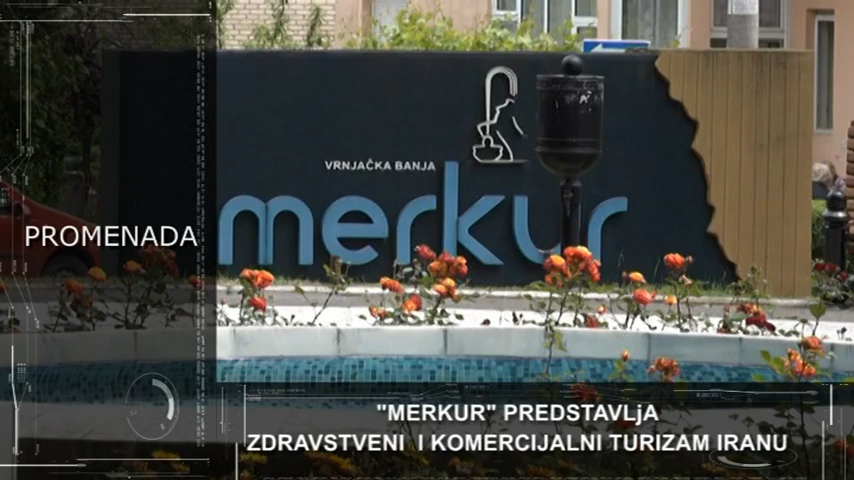 VRNJAČKA BANJA
merkur
PROMENADA
"MERKUR" PREDSTAVLjA
ZDRAVSTVENI I KOMERCIJALNI TURIZAM IRANU